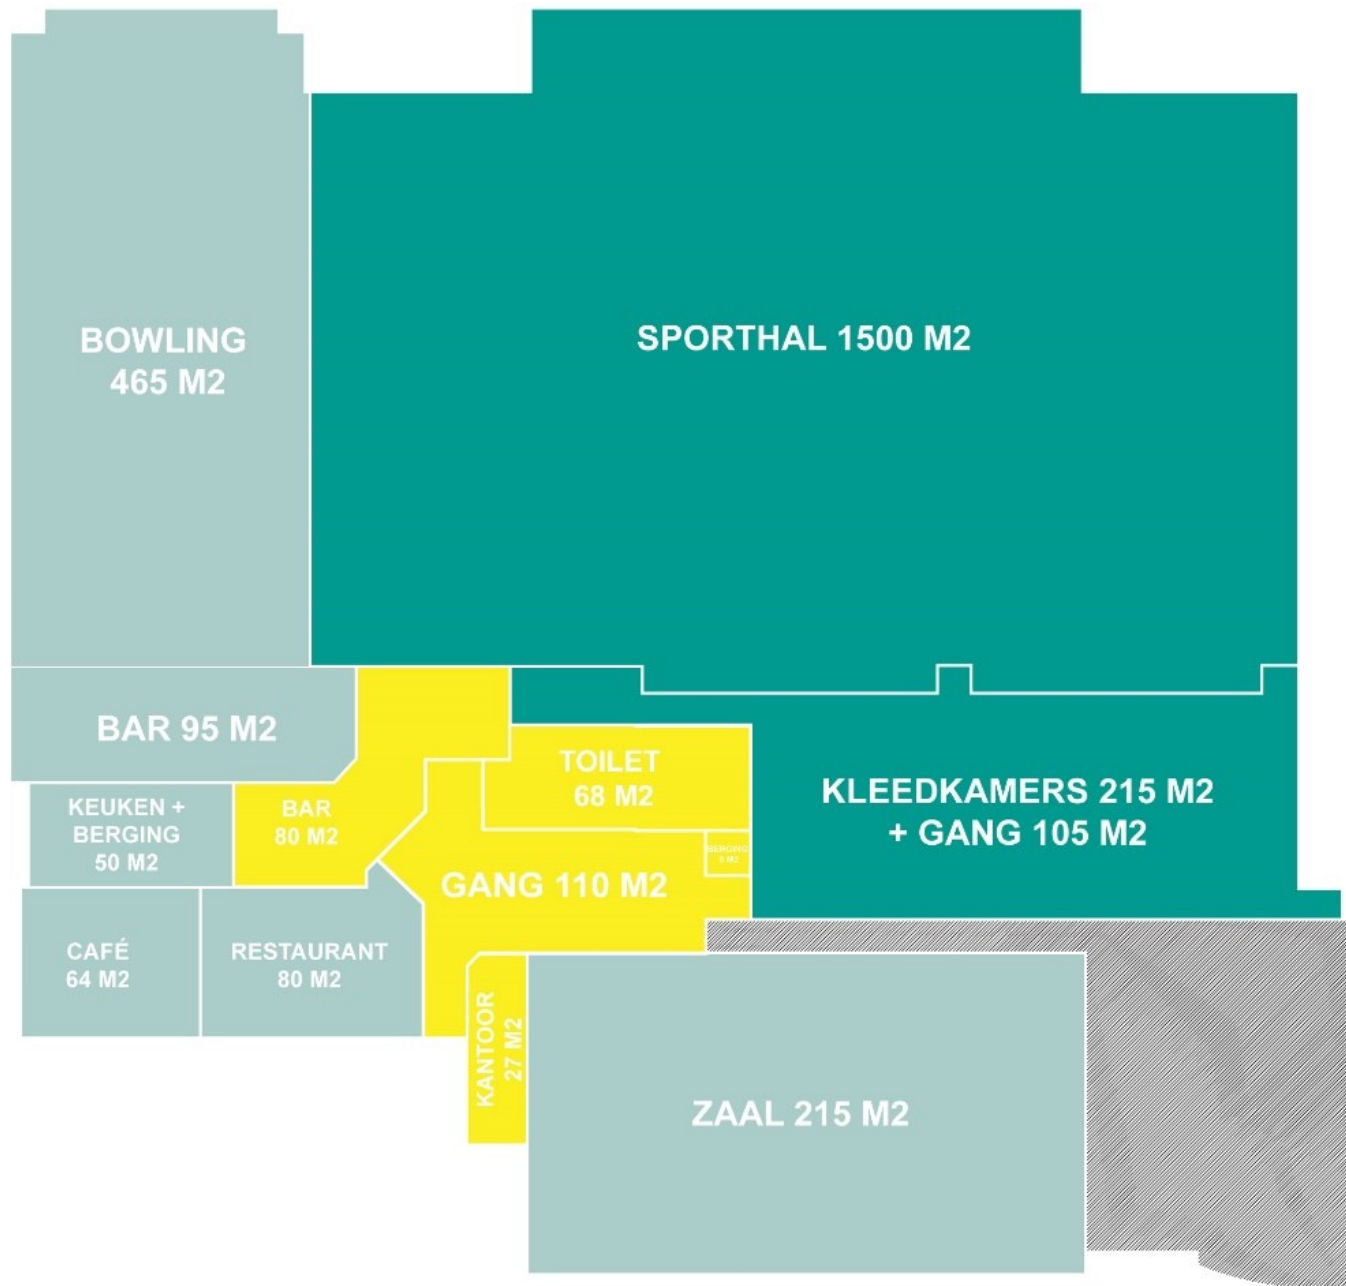 BOWLING
465 M2
SPORTHAL 1500 M2
BAR 95 M2
TOILET
68 M2
KEUKEN +
BERGING
50 M2
BAR
80 M2
KLEEDKAMERS 215 M2
+ GANG 105 M2
BERGING
GANG 110 M2
CAFÉ
64 M2
RESTAURANT
80 M2
KANTOOR
27 M2
ZAAL 215 M2